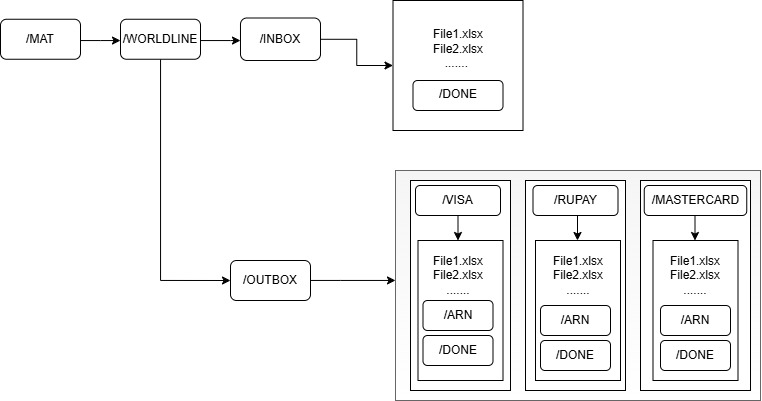 /MAT
/WORLDLINE
/INBOX
File1.xlsx
File2.xlsx
.......
/DONE
/OUTBOX
/VISA
File1.xlsx
File2.xlsx
.......
/ARN
/DONE
/RUPAY
File1.xlsx
File2.xlsx
.......
/ARN
/DONE
/MASTERCARD
File1.xlsx
File2.xlsx
.......
/ARN
/DONE